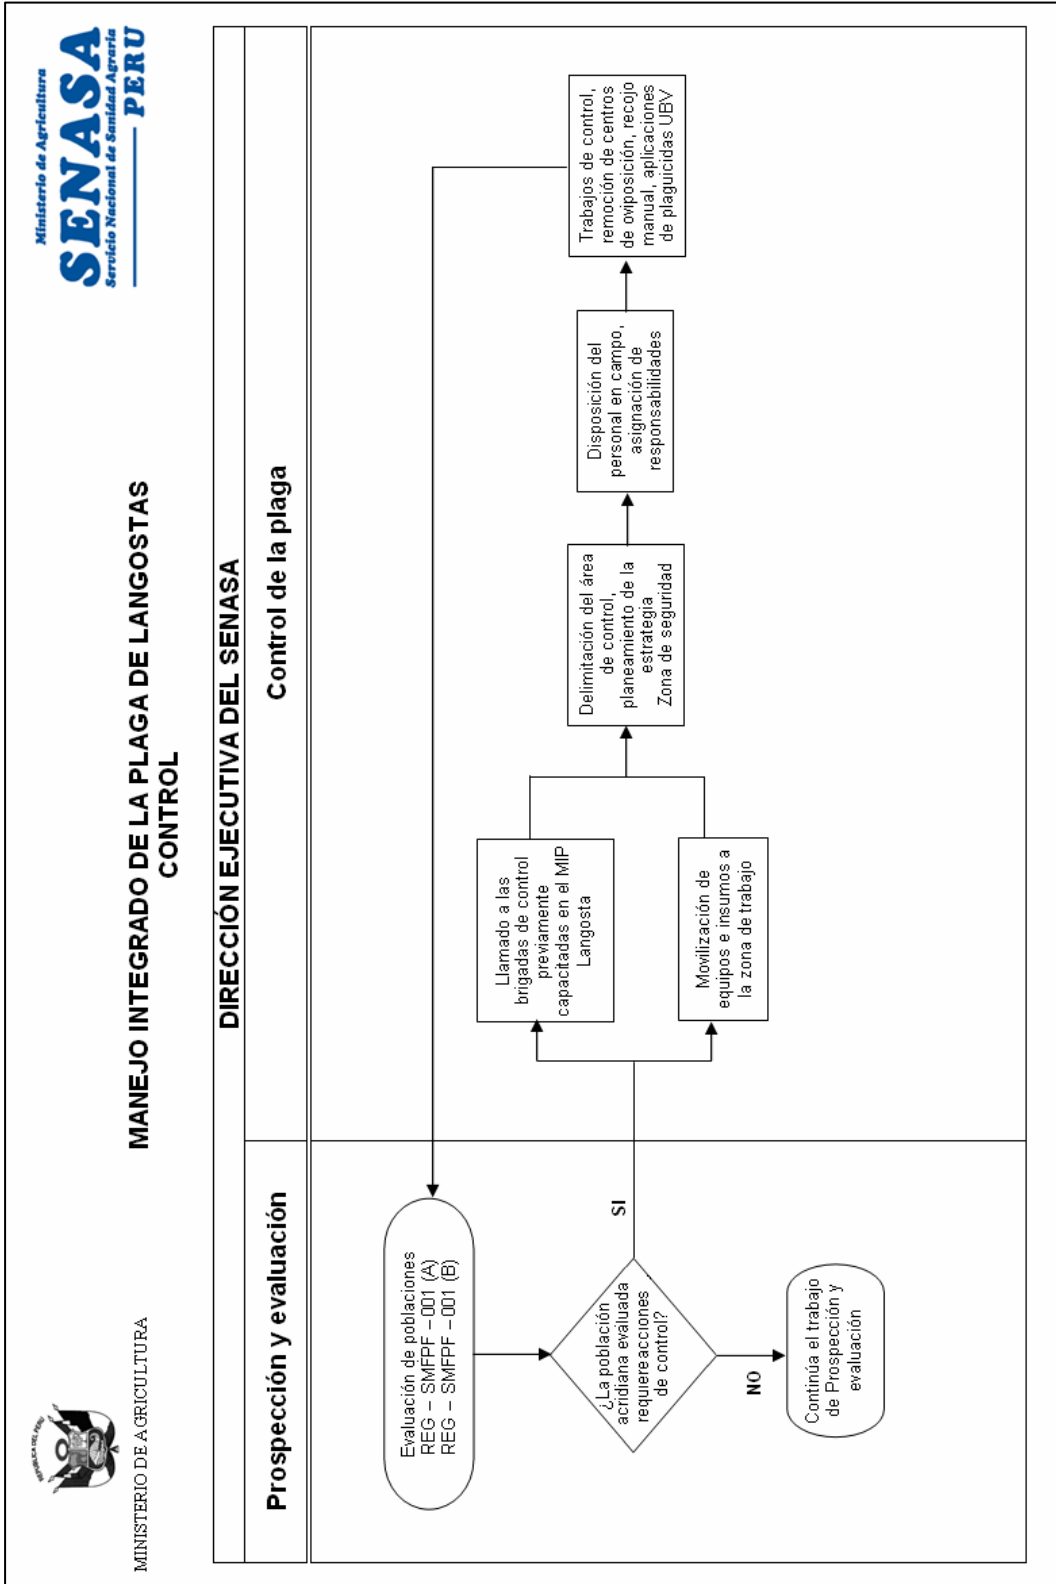 REPUBLICA DEL PERU
MINISTERIO DE AGRICULTURA
Ministerio de Agricultura
SENASA
Servicio Nacional de Sanidad Agraria
PERU
MANEJO INTEGRADO DE LA PLAGA DE LANGOSTAS
CONTROL
DIRECCIÓN EJECUTIVA DEL SENASA
Prospección y evaluación
Control de la plaga
Evaluación de poblaciones
REG – SMFPF –001 (A)
REG – SMFPF –001 (B)
¿La población
acridiana evaluada
requiereacciones
de control?
SI
NO
Continúa el trabajo
de Prospección y
evaluación
Llamado a las
brigadas de control
previamente
capacitadas en el MIP
Langosta
Movilización de
equipos e insumos a
la zona de trabajo
Delimitación del área
de control,
planeamiento de la
estrategia
Zona de seguridad
Disposición del
personal en campo,
asignación de
responsabilidades
Trabajos de control,
remoción de centros
de oviposición, recojo
manual, aplicaciones
de plaguicidas UBV